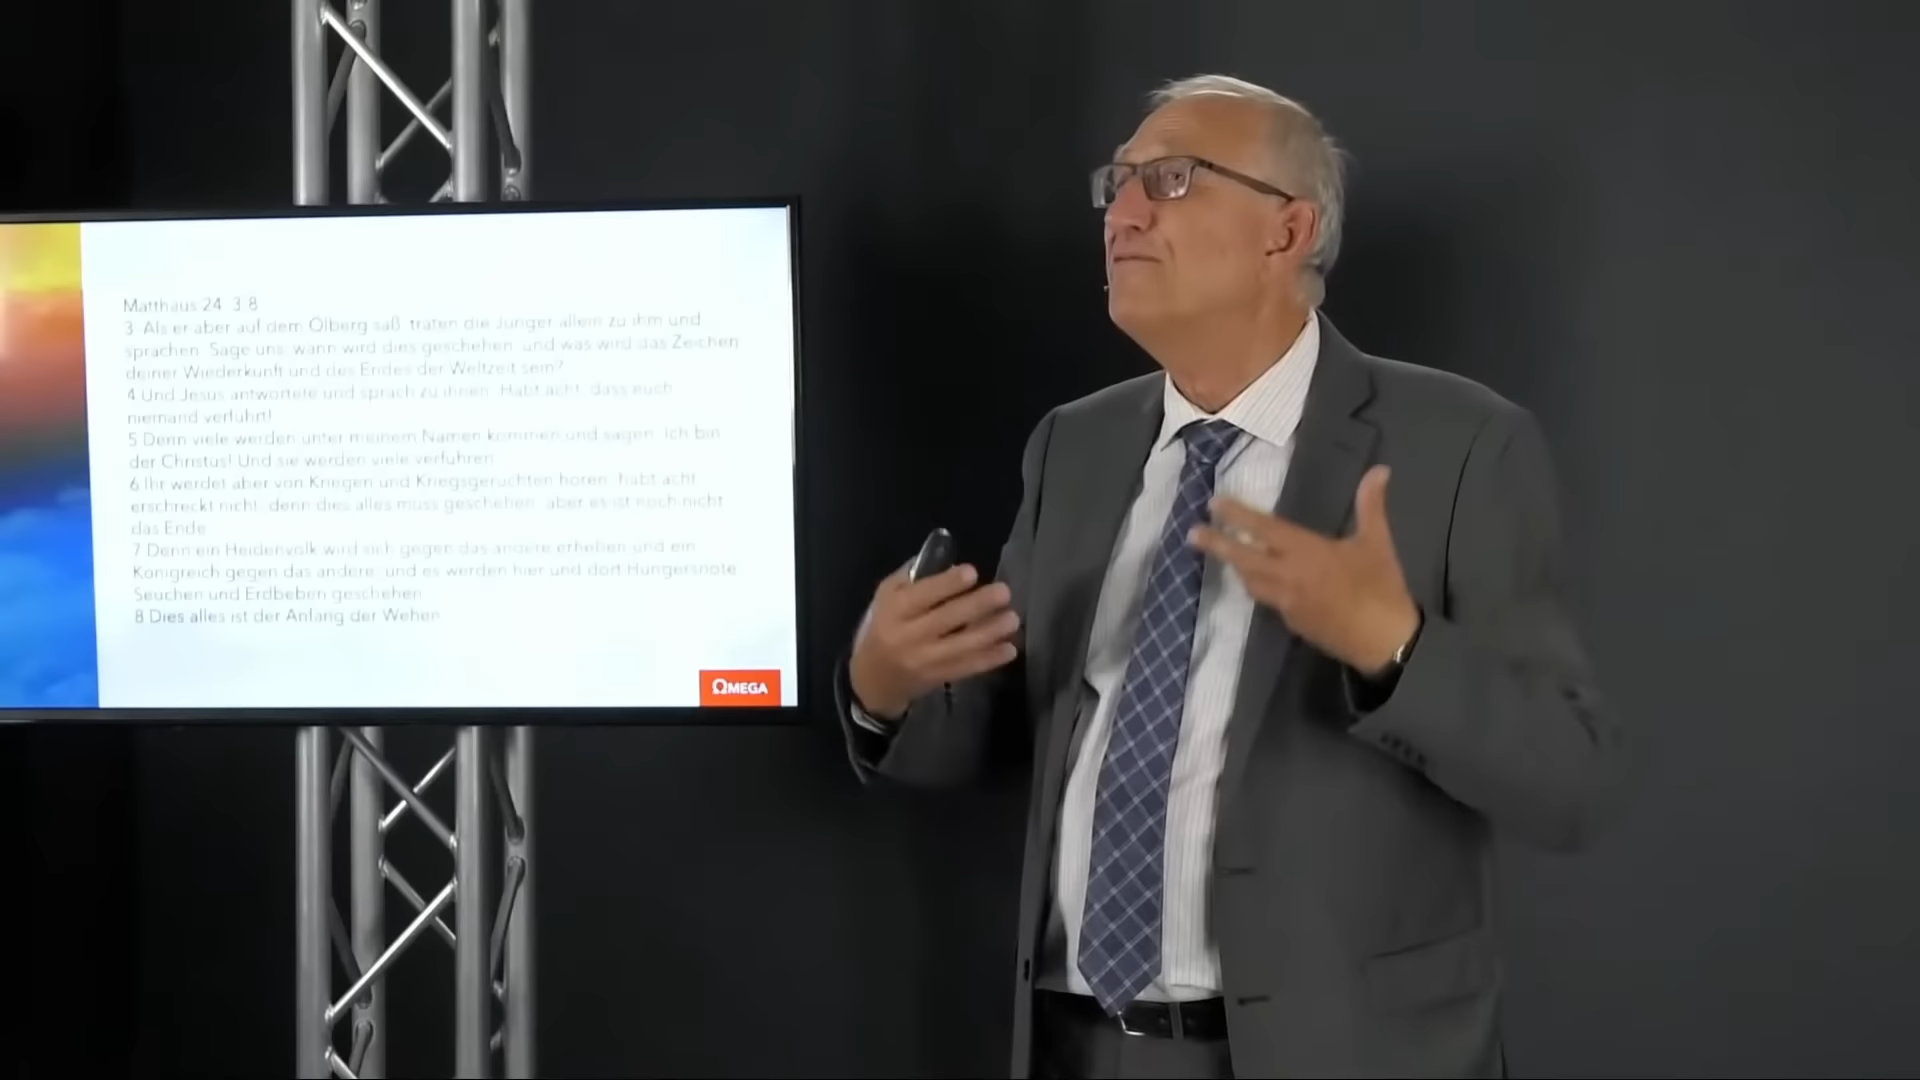 Matthäus 24 3 8
3 Als er aber auf dem Ölberg saß traten die Jünger allein zu ihm und
sprachen Sage uns wann wird dies geschehen und was wird das Zeichen
deiner Wiederkunft und des Endes der Weltzeit sein?
4 Und Jesus antwortete und sprach zu ihnen Habt acht dass euch
niemand verführt!
5 Denn viele werden unter meinem Namen kommen und sagen Ich bin
der Christus! Und sie werden viele verführen
6 Ihr werdet aber von Kriegen und Kriegsgerüchten hören habt acht
erschreckt nicht denn dies alles muss geschehen aber es ist noch nicht
das Ende
7 Denn ein Heidenvolk wird sich gegen das andere erheben und ein
Königreich gegen das andere und es werden hier und dort Hungersnöte
Seuchen und Erdbeben geschehen
8 Dies alles ist der Anfang der Wehen
ΩMEGA